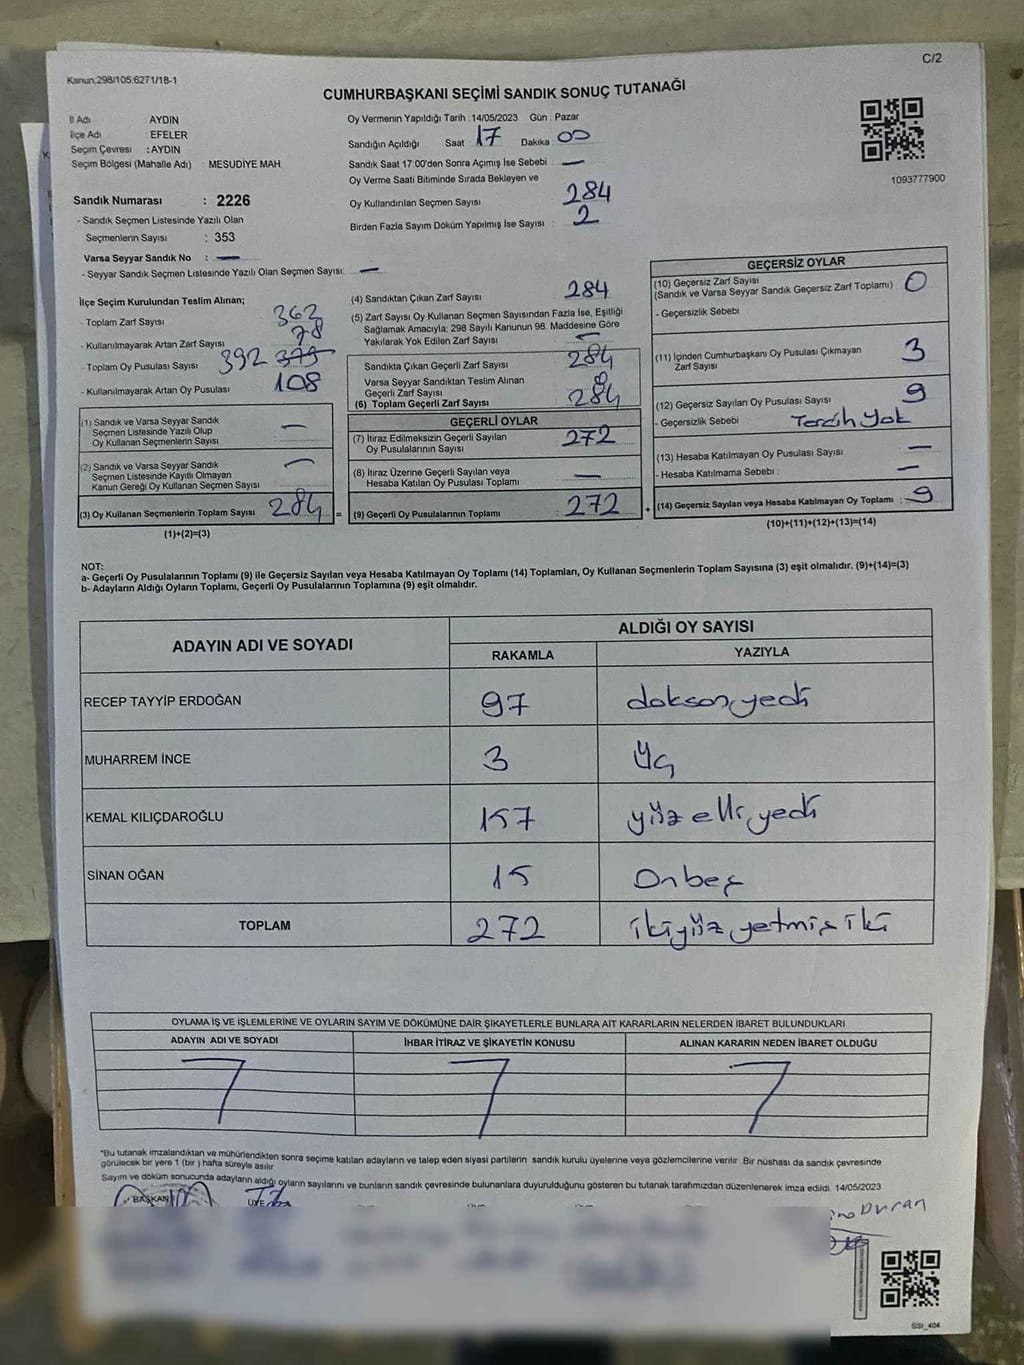 C/2
Kanun:298/105;6271/18-1
CUMHURBAŞKANI SEÇİMİ SANDIK SONUÇ TUTANAĞI
İl Adı : AYDIN
İlçe Adı : EFELER
Seçim Çevresi : AYDIN
Seçim Bölgesi (Mahalle Adı) : MESUDİYE MAH
Oy Vermenin Yapıldığı Tarih : 14/05/2023 Gün : Pazar
Sandığın Açıldığı Saat 17 Dakika : 00
Sandık Saat 17:00'den Sonra Açımış İse Sebebi : —
Oy Verme Saati Bitiminde Sırada Bekleyen ve
Oy Kullandırılan Seçmen Sayısı : 284
Birden Fazla Sayım Döküm Yapılmış İse Sayısı : 2
1093777900
Sandık Numarası : 2226
- Sandık Seçmen Listesinde Yazılı Olan
Seçmenlerin Sayısı : 353
Varsa Seyyar Sandık No : —
- Seyyar Sandık Seçmen Listesinde Yazılı Olan Seçmen Sayısı: —
İlçe Seçim Kurulundan Teslim Alınan;
- Toplam Zarf Sayısı : 362
- Kullanılmayarak Artan Zarf Sayısı : 78
- Toplam Oy Pusulası Sayısı : 392 375
- Kullanılmayarak Artan Oy Pusulası : 108
(1) Sandık ve Varsa Seyyar Sandık
Seçmen Listesinde Yazılı Olup
Oy Kullanan Seçmenlerin Sayısı : —
(2) Sandık ve Varsa Seyyar Sandık
Seçmen Listesinde Kayıtlı Olmayan
Kanun Gereği Oy Kullanan Seçmen Sayısı : —
(3) Oy Kullanan Seçmenlerin Toplam Sayısı : 284 =
(1)+(2)=(3)
(4) Sandıktan Çıkan Zarf Sayısı : 284
(5) Zarf Sayısı Oy Kullanan Seçmen Sayısından Fazla İse, Eşitliği
Sağlamak Amacıyla; 298 Sayılı Kanunun 98. Maddesine Göre
Yakılarak Yok Edilen Zarf Sayısı : —
Sandıkta Çıkan Geçerli Zarf Sayısı : 284
Varsa Seyyar Sandıktan Teslim Alınan
Geçerli Zarf Sayısı : 0
(6) Toplam Geçerli Zarf Sayısı : 284
GEÇERLİ OYLAR
(7) İtiraz Edilmeksizin Geçerli Sayılan
Oy Pusulalarının Sayısı : 272
(8) İtiraz Üzerine Geçerli Sayılan veya
Hesaba Katılan Oy Pusulası Toplamı : —
(9) Geçerli Oy Pusulalarının Toplamı : 272 +
GEÇERSİZ OYLAR
(10) Geçersiz Zarf Sayısı
(Sandık ve Varsa Seyyar Sandık Geçersiz Zarf Toplamı) : 0
- Geçersizlik Sebebi
(11) İçinden Cumhurbaşkanı Oy Pusulası Çıkmayan
Zarf Sayısı : 3
(12) Geçersiz Sayılan Oy Pusulası Sayısı : 9
- Geçersizlik Sebebi : Tercih Yok
(13) Hesaba Katılmayan Oy Pusulası Sayısı : —
- Hesaba Katılmama Sebebi : —
(14) Geçersiz Sayılan veya Hesaba Katılmayan Oy Toplamı : 9
(10)+(11)+(12)+(13)=(14)
NOT:
a- Geçerli Oy Pusulalarının Toplamı (9) ile Geçersiz Sayılan veya Hesaba Katılmayan Oy Toplamı (14) Toplamları, Oy Kullanan Seçmenlerin Toplam Sayısına (3) eşit olmalıdır. (9)+(14)=(3)
b- Adayların Aldığı Oyların Toplamı, Geçerli Oy Pusulalarının Toplamına (9) eşit olmalıdır.
ADAYIN ADI VE SOYADI
ALDIĞI OY SAYISI
RAKAMLA YAZIYLA
RECEP TAYYİP ERDOĞAN 97 doksan yedi
MUHARREM İNCE 3 Üç
KEMAL KILIÇDAROĞLU 157 yüz elli yedi
SİNAN OĞAN 15 Onbeş
TOPLAM 272 ikiyüz yetmiş iki
OYLAMA İŞ VE İŞLEMLERİNE VE OYLARIN SAYIM VE DÖKÜMÜNE DAİR ŞİKAYETLERLE BUNLARA AİT KARARLARIN NELERDEN İBARET BULUNDUKLARI
ADAYIN ADI VE SOYADI İHBAR İTİRAZ VE ŞİKAYETİN KONUSU ALINAN KARARIN NEDEN İBARET OLDUĞU
*Bu tutanak imzalandıktan ve mühürlendikten sonra seçime katılan adayların ve talep eden siyasi partilerin sandık kurulu üyelerine veya gözlemcilerine verilir. Bir nüshası da sandık çevresinde
görülecek bir yere 1 (bir ) hafta süreyle asılır
Sayım ve döküm sonucunda adayların aldığı oyların sayılarını ve bunların sandık çevresinde bulunanlara duyurulduğunu gösteren bu tutanak tarafımızdan düzenlenerek imza edildi. 14/05/2023
BAŞKAN ÜYE
Duran
SSI_404